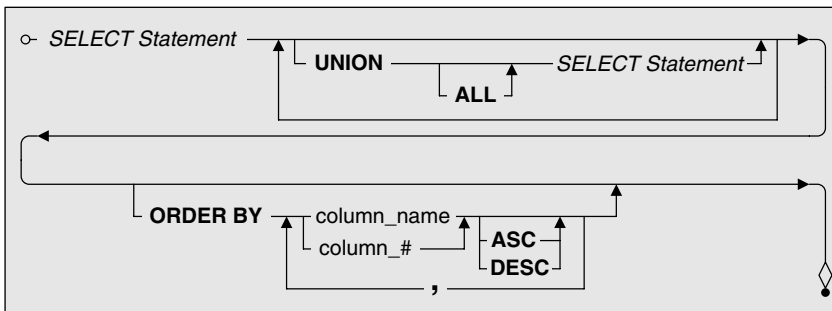 SELECT Statement
UNION SELECT Statement
ALL
ORDER BY column_name
column_#
ASC
DESC
,